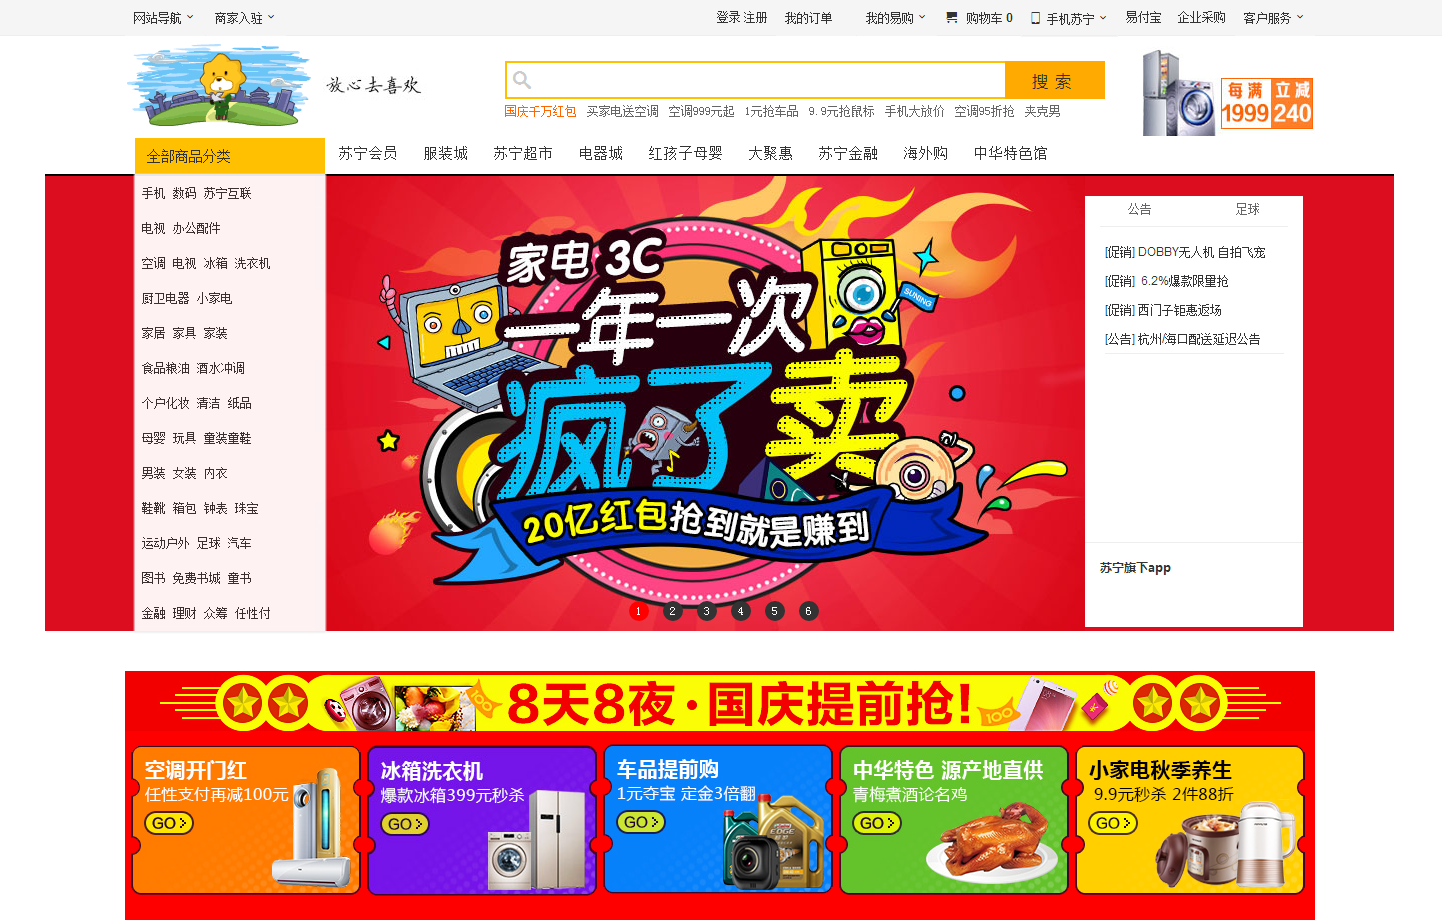 网站导航 商家入驻 登录 注册 我的订单 我的易购 购物车 0 手机苏宁 易付宝 企业采购 客户服务
放心去喜欢
搜 索
国庆千万红包 买家电送空调 空调999元起 1元抢车品 9.9元抢鼠标 手机大放价 空调95折抢 夹克男
每满 立减
1999 240
全部商品分类 苏宁会员 服装城 苏宁超市 电器城 红孩子母婴 大聚惠 苏宁金融 海外购 中华特色馆
手机 数码 苏宁互联
电视 办公配件
空调 电视 冰箱 洗衣机
厨卫电器 小家电
家居 家具 家装
食品粮油 酒水冲调
个户化妆 清洁 纸品
母婴 玩具 童装童鞋
男装 女装 内衣
鞋靴 箱包 钟表 珠宝
运动户外 足球 汽车
图书 免费书城 童书
金融 理财 众筹 任性付
家电 3C
一年一次
SUNING
疯了卖
20亿红包抢到就是赚到
1 2 3 4 5 6
公告 足球
[促销] DOBBY无人机 自拍飞宠
[促销] 6.2%爆款限量抢
[促销] 西门子钜惠返场
[公告] 杭州/海口配送延迟公告
苏宁旗下app
100 8天8夜·国庆提前抢! 100
空调开门红
任性支付再减100元
GO
冰箱洗衣机
爆款冰箱399元秒杀
GO
车品提前购
1元夺宝 定金3倍翻
GO
EDGE
中华特色 源产地直供
青梅煮酒论名鸡
GO
小家电秋季养生
9.9元秒杀 2件88折
GO